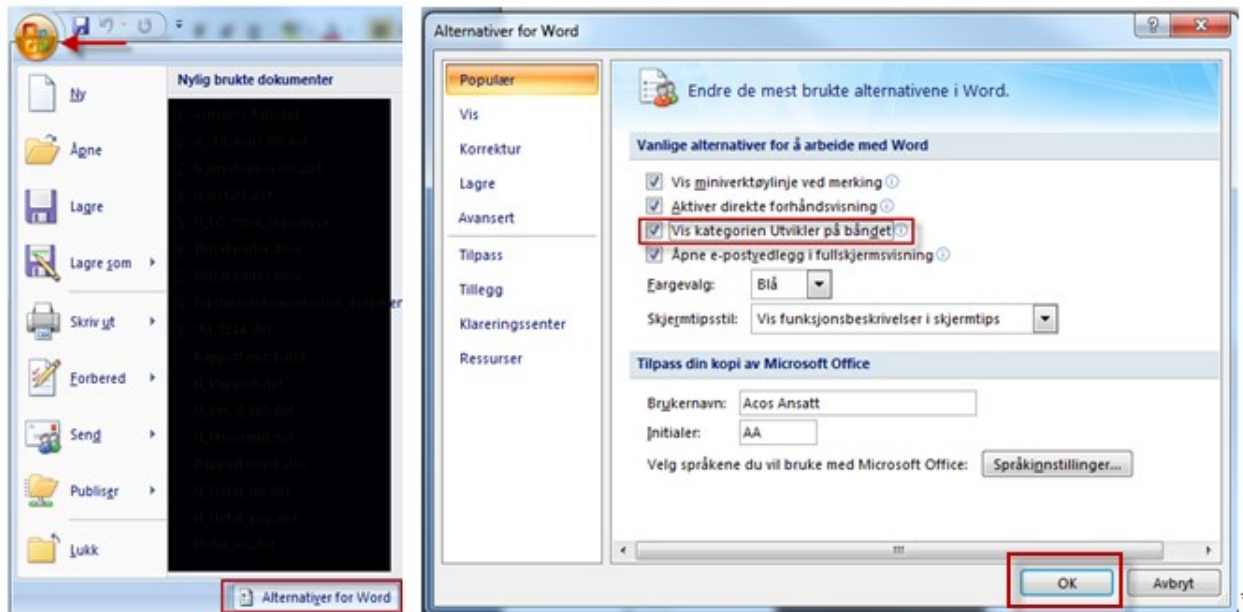 Nylig brukte dokumenter
Ny
Åpne
Lagre
Lagre som
Skriv ut
Forbered
Send
Publiser
Lukk
Alternativer for Word
Alternativer for Word
Populær
Vis
Korrektur
Lagre
Avansert
Tilpass
Tillegg
Klareringssenter
Ressurser
Endre de mest brukte alternativene i Word.
Vanlige alternativer for å arbeide med Word
Vis miniverktøylinje ved merking
Aktiver direkte forhåndsvisning
Vis kategorien Utvikler på båndet
Åpne e-postvedlegg i fullskjermsvisning
Fargevalg: Blå
Skjermtipsstil: Vis funksjonsbeskrivelser i skjermtips
Tilpass din kopi av Microsoft Office
Brukernavn: Acos Ansatt
Initialer: AA
Velg språkene du vil bruke med Microsoft Office: Språkinnstillinger...
OK Avbryt